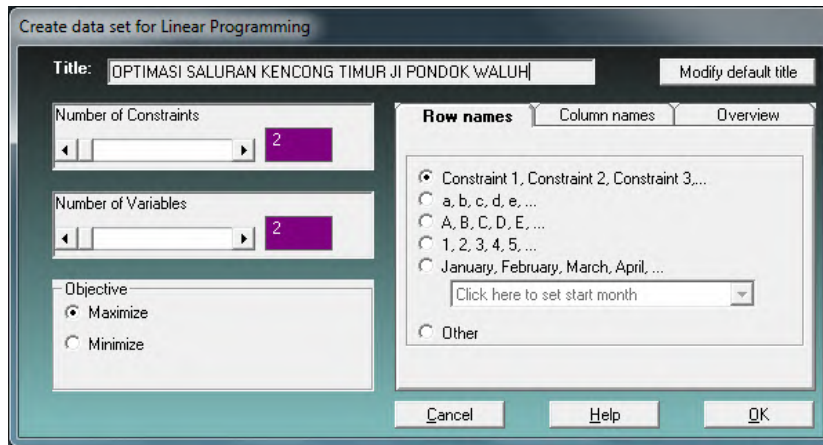 Create data set for Linear Programming
Title: OPTIMASI SALURAN KENCONG TIMUR JI PONDOK WALUH
Modify default title
Number of Constraints
2
Number of Variables
2
Objective
Maximize
Minimize
Row names
Column names
Overview
Constraint 1, Constraint 2, Constraint 3,...
a, b, c, d, e, ...
A, B, C, D, E, ...
1, 2, 3, 4, 5, ...
January, February, March, April, ...
Click here to set start month
Other
Cancel
Help
OK